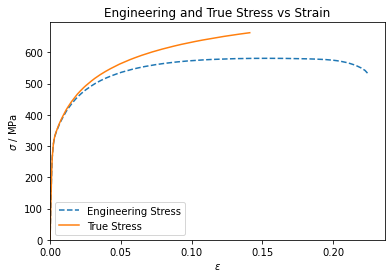 Engineering and True Stress vs Strain
σ / MPa
600
500
400
300
200
100
0
Engineering Stress
True Stress
0.00 0.05 0.10 0.15 0.20
ε